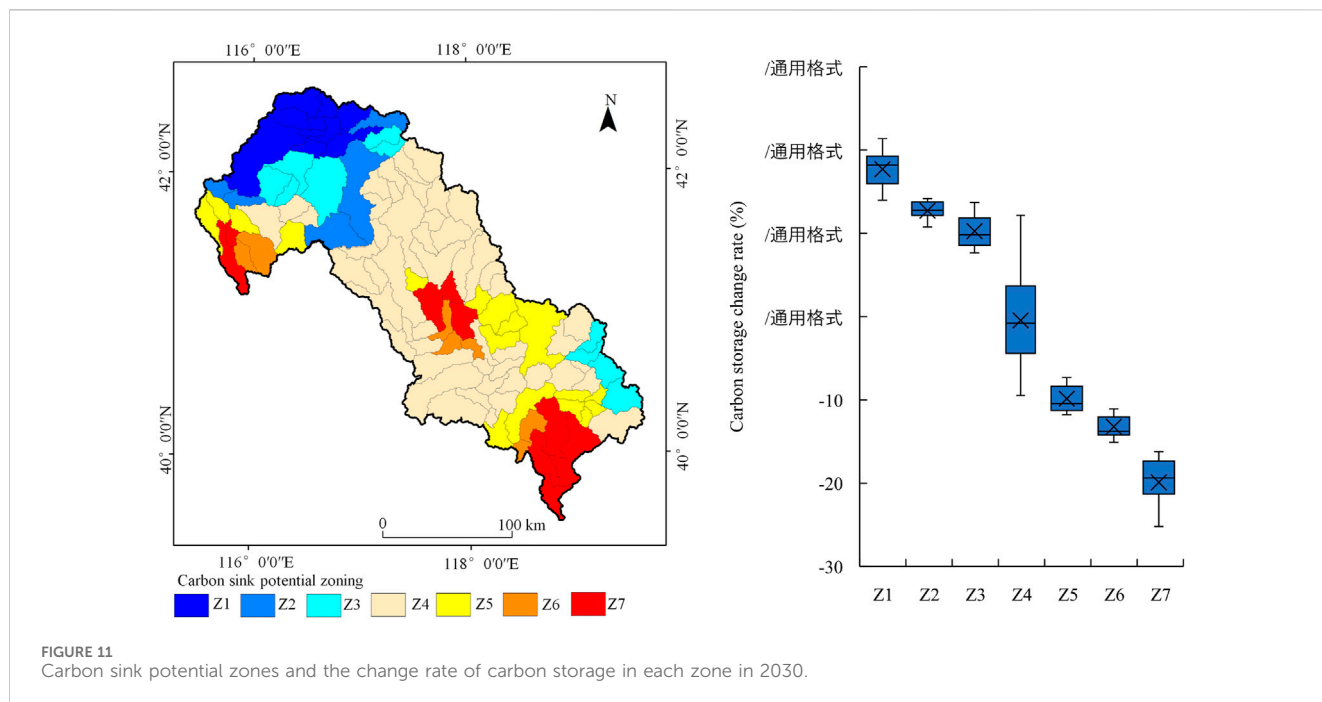 116° 0′0″E
118° 0′0″E
N
42° 0′0″N
42° 0′0″N
40° 0′0″N
40° 0′0″N
0
100 km
116° 0′0″E
118° 0′0″E
Carbon sink potential zoning
Z1 Z2 Z3 Z4 Z5 Z6 Z7
Carbon storage change rate (%)
/通用格式
/通用格式
/通用格式
/通用格式
-10
-20
-30
Z1 Z2 Z3 Z4 Z5 Z6 Z7
FIGURE 11
Carbon sink potential zones and the change rate of carbon storage in each zone in 2030.